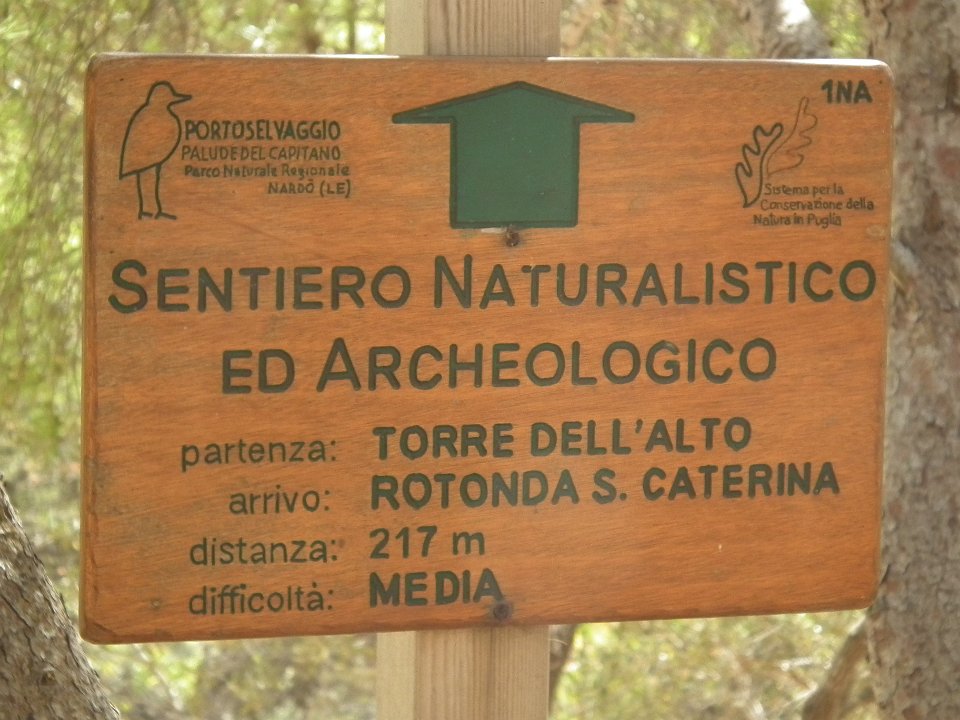 PORTOSELVAGGIO
PALUDE DEL CAPITANO
Parco Naturale Regionale
NARDÒ (LE)
1NA
Sistema per la
Conservazione della
Natura in Puglia
SENTIERO NATURALISTICO
ED ARCHEOLOGICO
partenza: TORRE DELL'ALTO
arrivo: ROTONDA S. CATERINA
distanza: 217 m
difficoltà: MEDIA